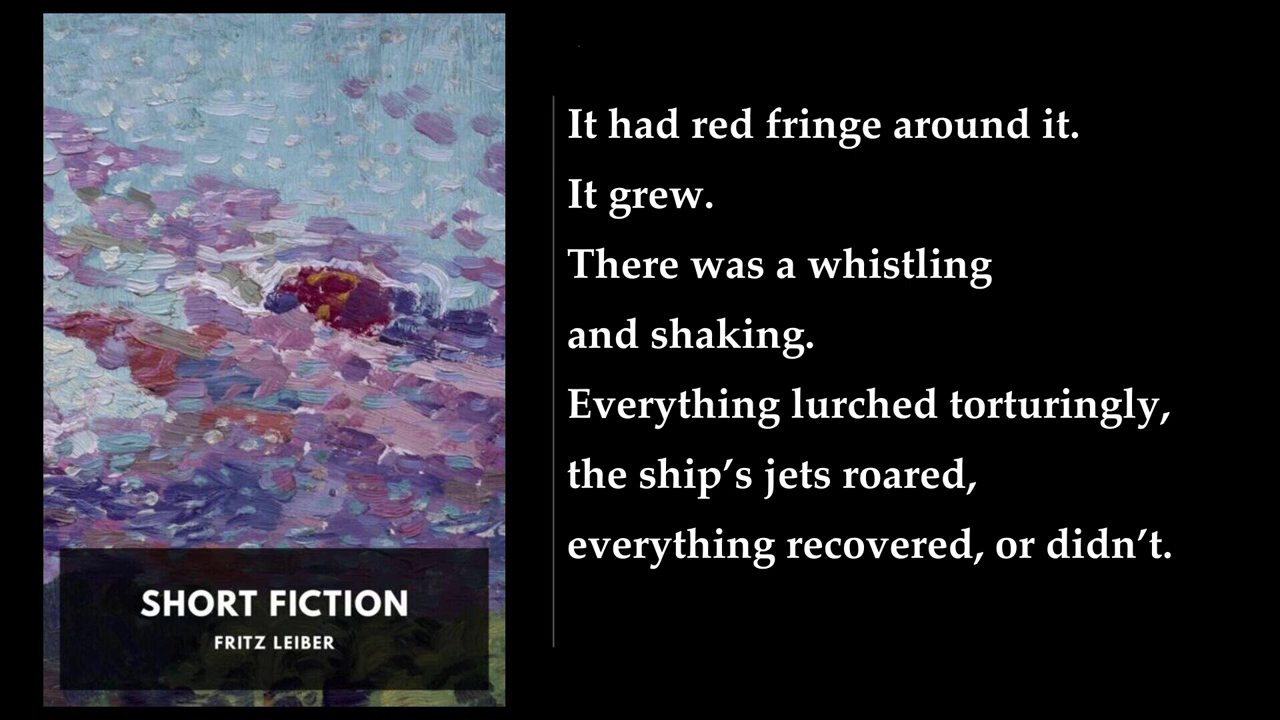 It had red fringe around it.
It grew.
There was a whistling
and shaking.
Everything lurched torturingly,
the ship’s jets roared,
everything recovered, or didn’t.
SHORT FICTION
FRITZ LEIBER